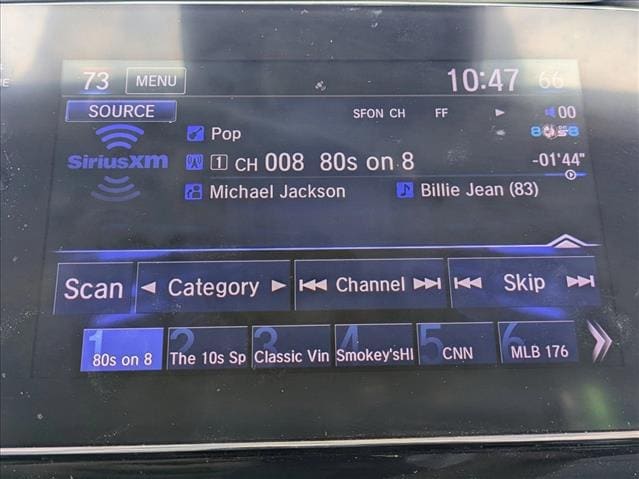 73 MENU 10:47 66
SOURCE SFON CH FF 00
SiriusXm Pop
1 CH 008 80s on 8 -01'44"
Michael Jackson Billie Jean (83)
Scan Category Channel Skip
1 2 3 4 5 6
80s on 8 The 10s Sp Classic Vin Smokey'sHI CNN MLB 176